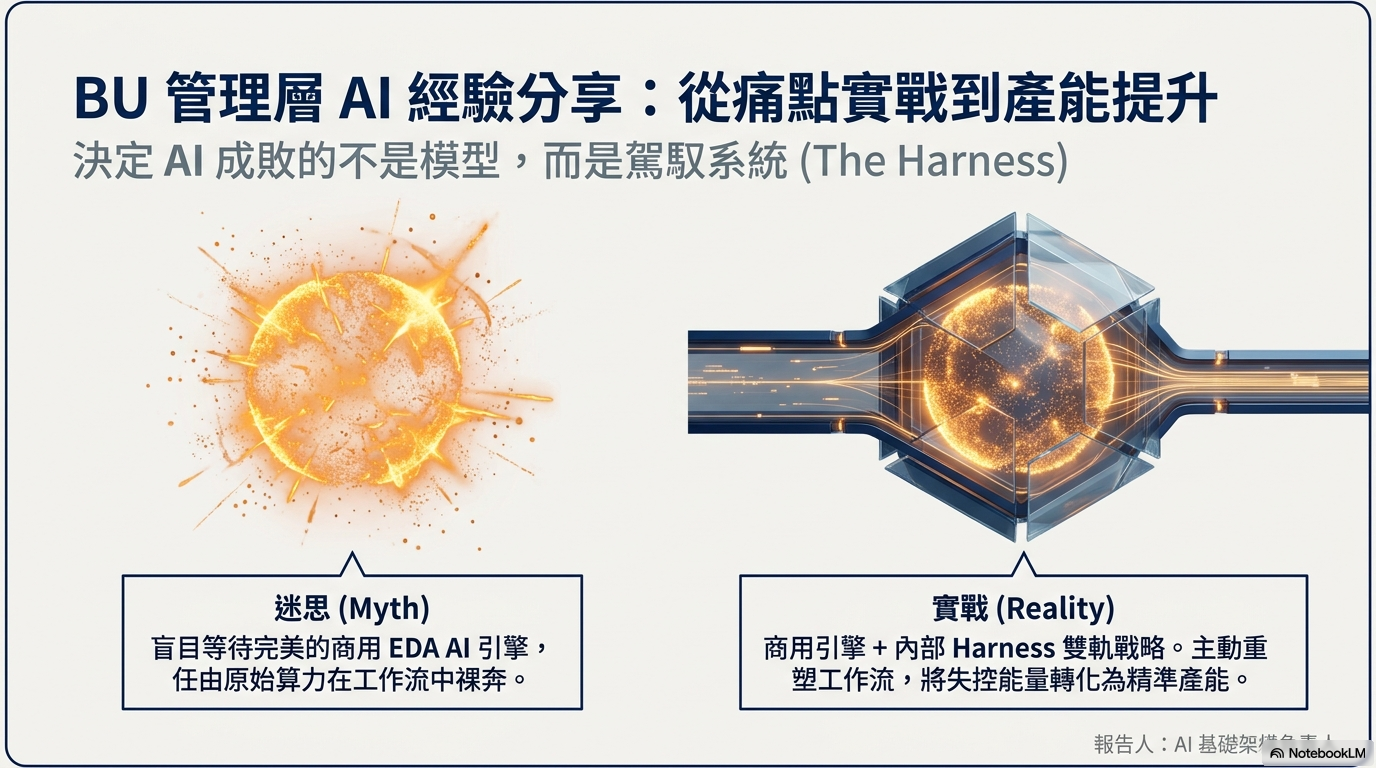 BU 管理層 AI 經驗分享：從痛點實戰到產能提升
決定 AI 成敗的不是模型，而是駕馭系統 (The Harness)
迷思 (Myth)
盲目等待完美的商用 EDA AI 引擎，
任由原始算力在工作流中裸奔。
實戰 (Reality)
商用引擎 + 內部 Harness 雙軌戰略。主動重
塑工作流，將失控能量轉化為精準產能。
報告人：AI 基礎架構負責人
NotebookLM